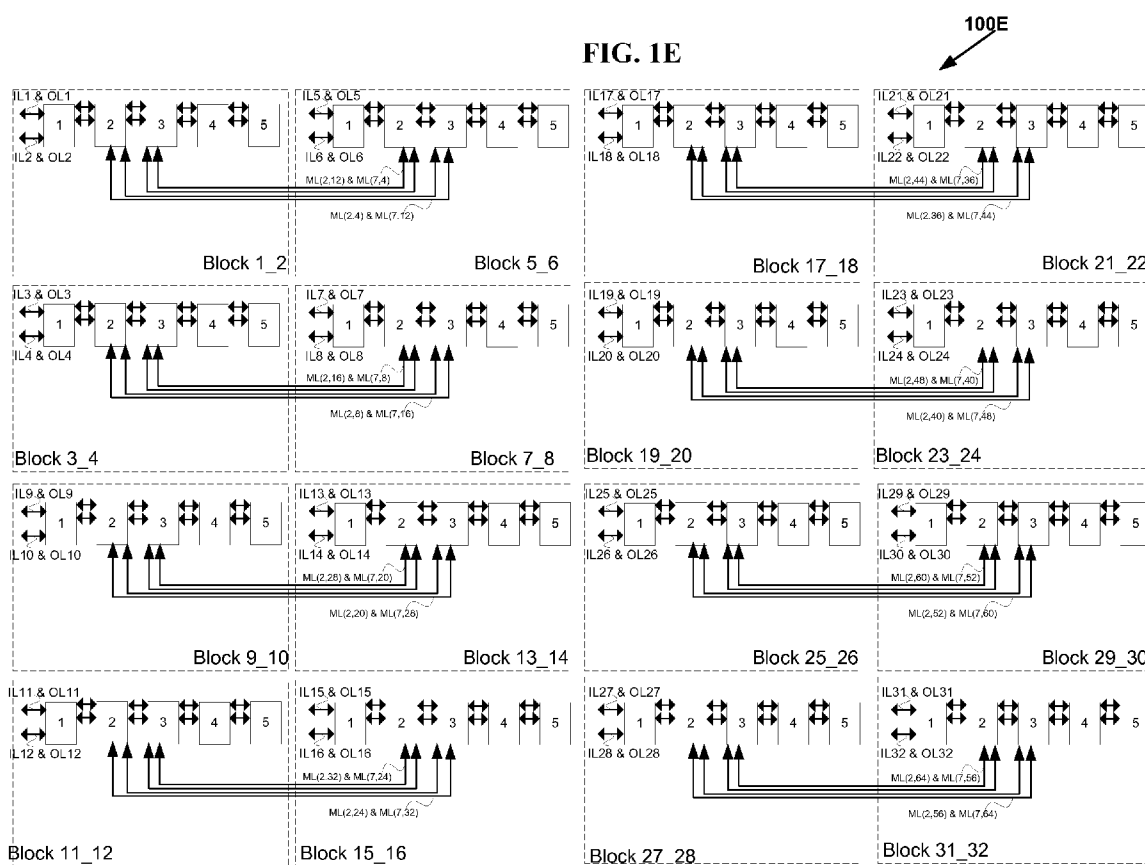 100E
FIG. 1E
IL1 & OL1
1 2 3 4 5
IL2 & OL2
ML(2,12) & ML(7,4)
ML(2.4) & ML(7.12)
Block 1_2
IL5 & OL5
1 2 3 4 5
IL6 & OL6
Block 5_6
IL17 & OL17
1 2 3 4 5
IL18 & OL18
ML(2,44) & ML(7,36)
ML(2.36) & ML(7,44)
Block 17_18
IL21 & OL21
1 2 3 4 5
IL22 & OL22
Block 21_22
IL3 & OL3
1 2 3 4 5
IL4 & OL4
ML(2,16) & ML(7,8)
ML(2,8) & ML(7,16)
Block 3_4
IL7 & OL7
1 2 3 4 5
IL8 & OL8
Block 7_8
IL19 & OL19
1 2 3 4 5
IL20 & OL20
ML(2,48) & ML(7,40)
ML(2,40) & ML(7,48)
Block 19_20
IL23 & OL23
1 2 3 4 5
IL24 & OL24
Block 23_24
IL9 & OL9
1 2 3 4 5
IL10 & OL10
ML(2,28) & ML(7,20)
ML(2,20) & ML(7,28)
Block 9_10
IL13 & OL13
1 2 3 4 5
IL14 & OL14
Block 13_14
IL25 & OL25
1 2 3 4 5
IL26 & OL26
ML(2,60) & ML(7,52)
ML(2,52) & ML(7,60)
Block 25_26
IL29 & OL29
1 2 3 4 5
IL30 & OL30
Block 29_30
IL11 & OL11
1 2 3 4 5
IL12 & OL12
ML(2.32) & ML(7,24)
ML(2,24) & ML(7,32)
Block 11_12
IL15 & OL15
1 2 3 4 5
IL16 & OL16
Block 15_16
IL27 & OL27
1 2 3 4 5
IL28 & OL28
ML(2,64) & ML(7,56)
ML(2,56) & ML(7,64)
Block 27_28
IL31 & OL31
1 2 3 4 5
IL32 & OL32
Block 31_32